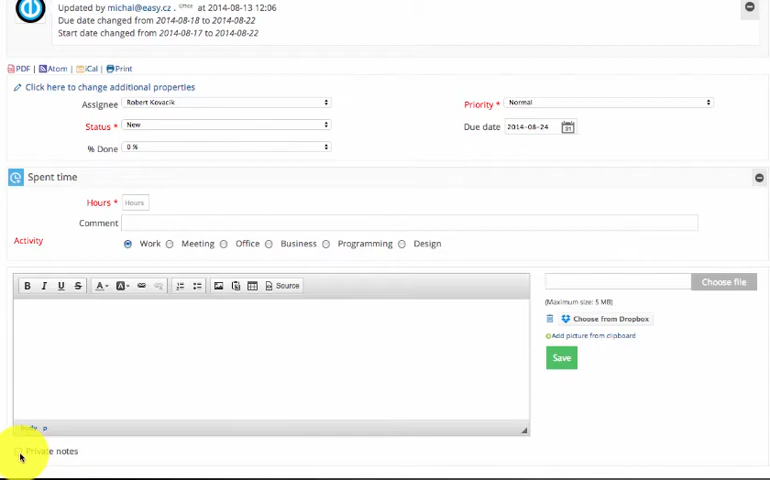 Updated by michal@easy.cz . Office at 2014-08-13 12:06
Due date changed from 2014-08-18 to 2014-08-22
Start date changed from 2014-08-17 to 2014-08-22
PDF | Atom | iCal | Print
Click here to change additional properties
Assignee Robert Kovacik Priority * Normal
Status * New Due date 2014-08-24 31
% Done 0 %
Spent time
Hours * Hours
Comment
Activity Work Meeting Office Business Programming Design
B I U S A A Source Choose file
(Maximum size: 5 MB)
Choose from Dropbox
Add picture from clipboard
Save
body p
Private notes